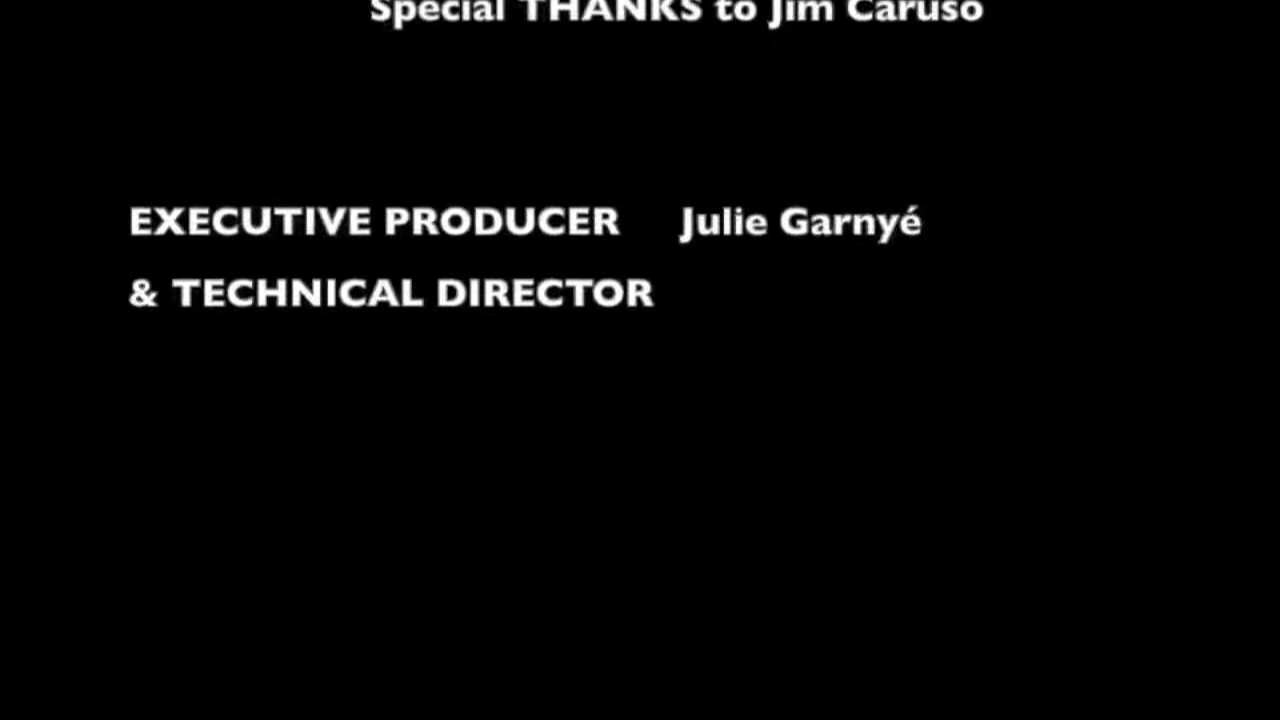 Special THANKS to Jim Caruso
EXECUTIVE PRODUCER Julie Garnyé
& TECHNICAL DIRECTOR